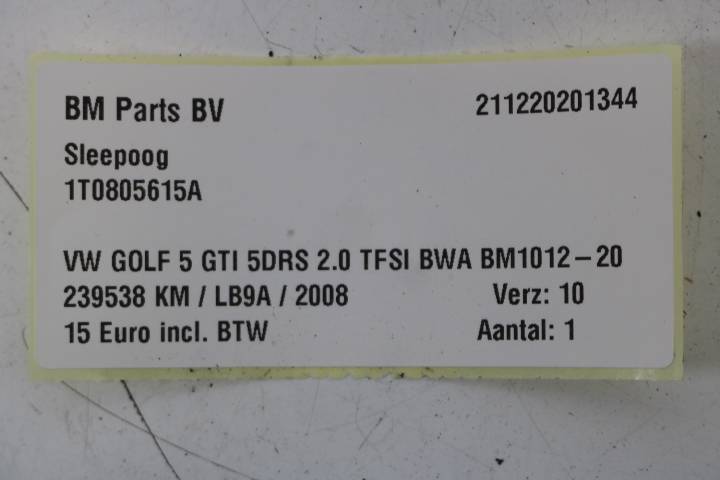 BM Parts BV 211220201344
Sleepoog
1T0805615A
VW GOLF 5 GTI 5DRS 2.0 TFSI BWA BM1012-20
239538 KM / LB9A / 2008 Verz: 10
15 Euro incl. BTW Aantal: 1